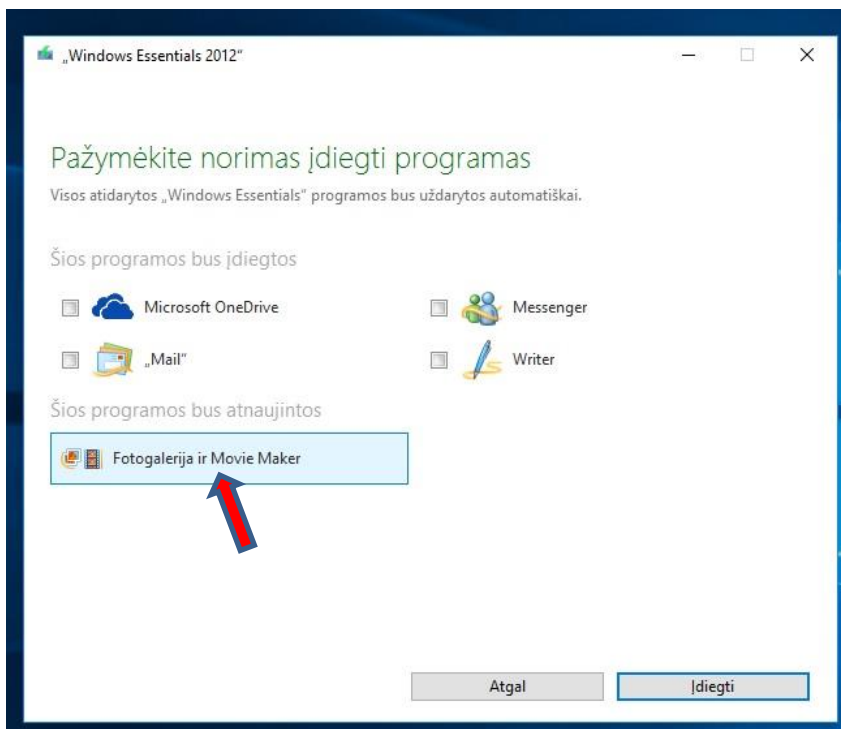 „Windows Essentials 2012“
Pažymėkite norimas įdiegti programas
Visos atidarytos „Windows Essentials“ programos bus uždarytos automatiškai.
Šios programos bus įdiegtos
Microsoft OneDrive
Messenger
„Mail“
Writer
Šios programos bus atnaujintos
Fotogalerija ir Movie Maker
Atgal
Įdiegti